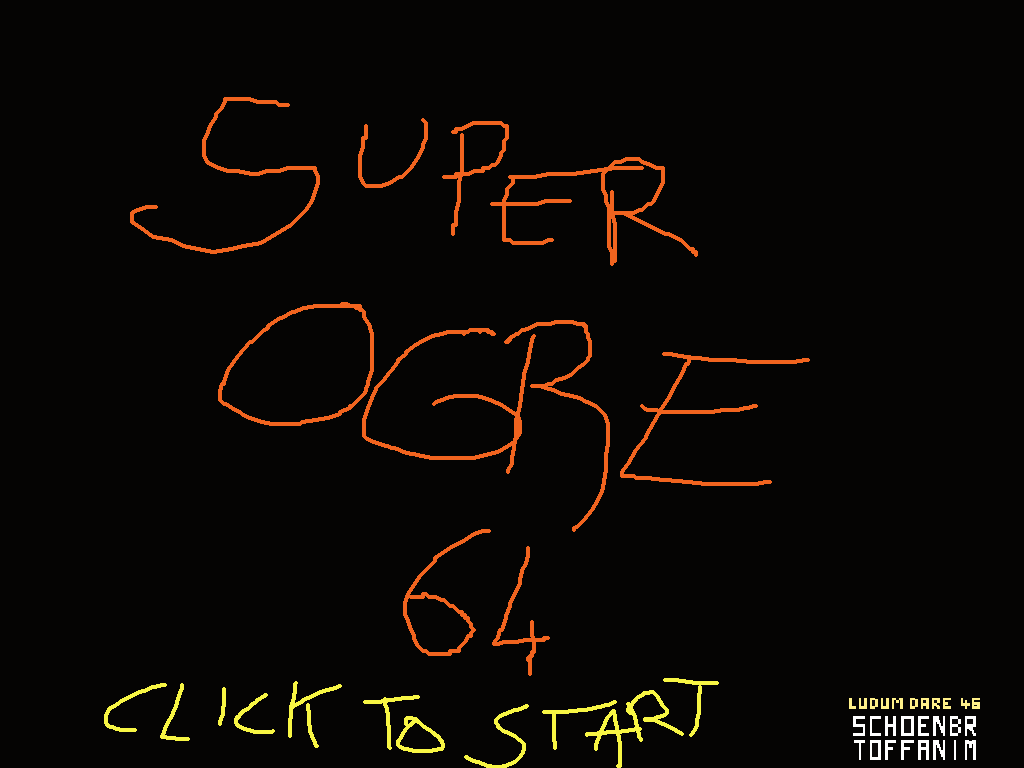 SUPER
OGRE
64
CLICK TO START
LUDUM DARE 46
SCHOENBR
TOFFANIM